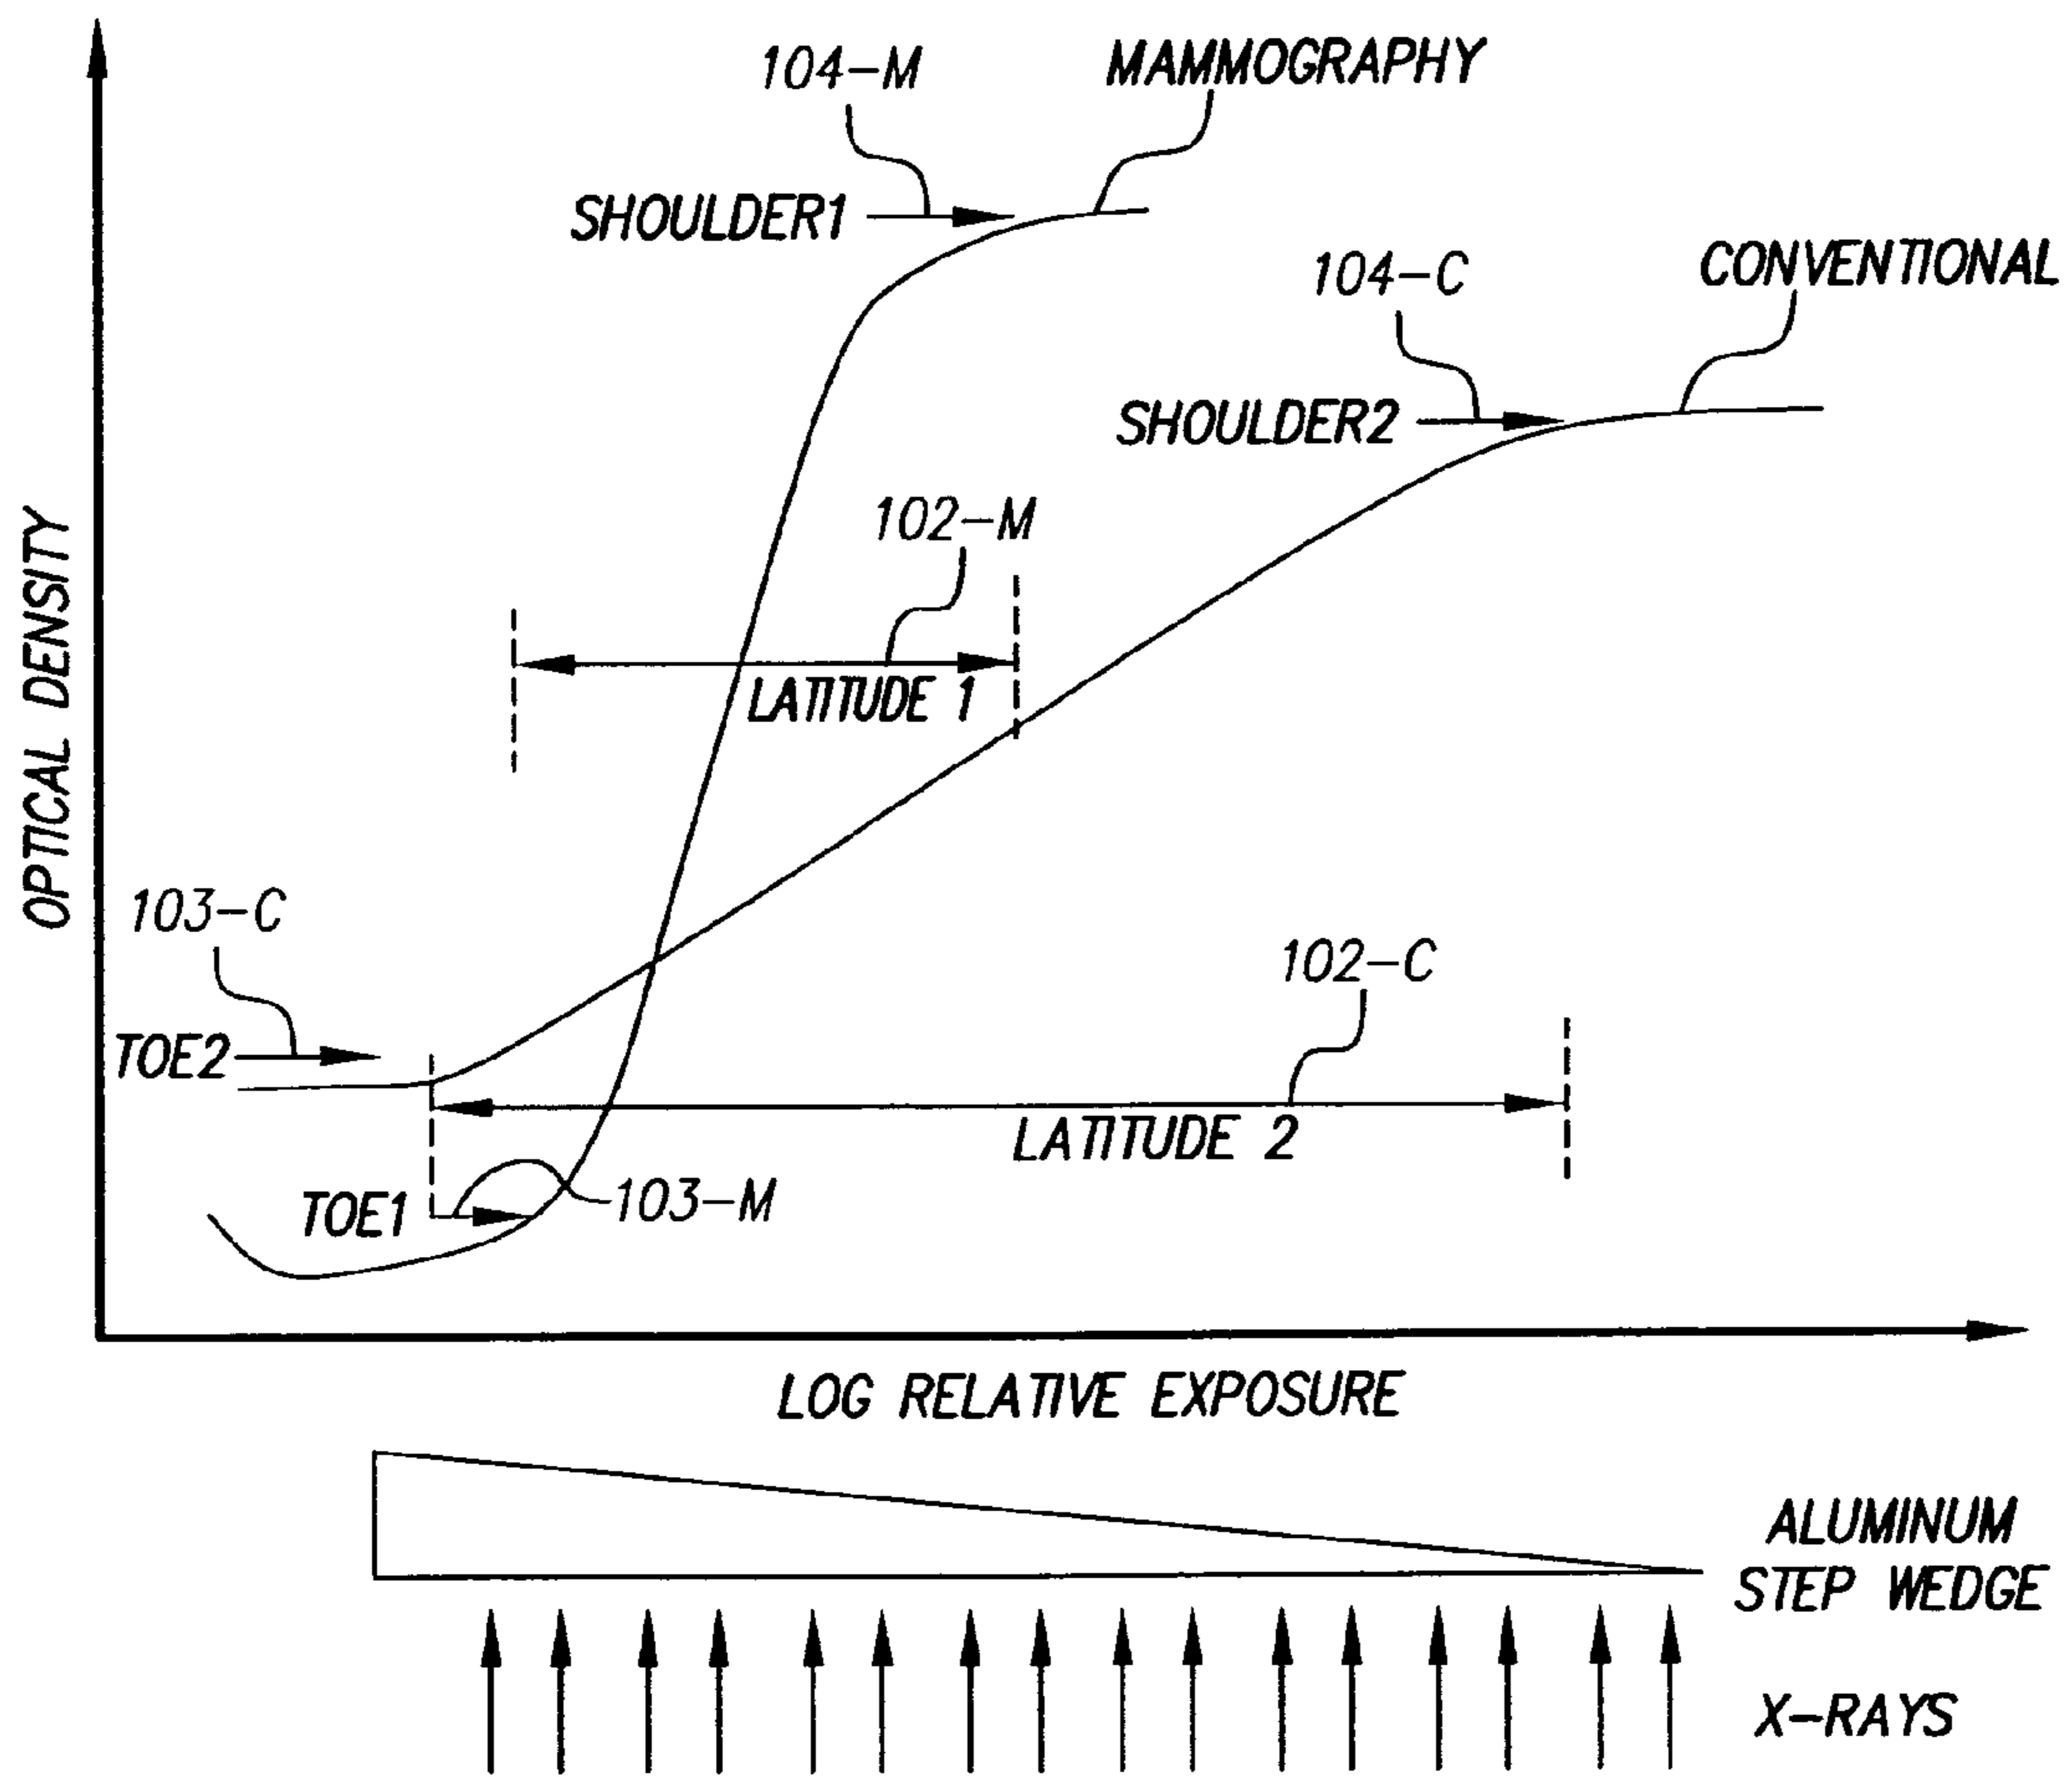 104-M
MAMMOGRAPHY
SHOULDER1
104-C
CONVENTIONAL
SHOULDER2
102-M
LATITUDE 1
OPTICAL DENSITY
103-C
TOE2
102-C
LATITUDE 2
TOE1
103-M
LOG RELATIVE EXPOSURE
ALUMINUM
STEP WEDGE
X-RAYS